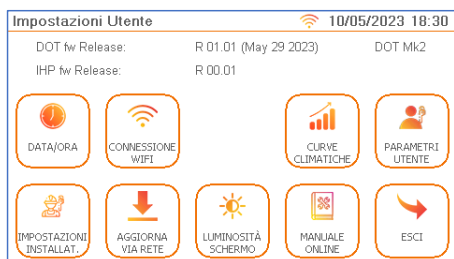 Impostazioni Utente 10/05/2023 18:30
DOT fw Release: R 01.01 (May 29 2023) DOT Mk2
IHP fw Release: R 00.01
DATA/ORA
CONNESSIONE
WIFI
CURVE
CLIMATICHE
PARAMETRI
UTENTE
IMPOSTAZIONI
INSTALLAT.
AGGIORNA
VIA RETE
LUMINOSITÀ
SCHERMO
MANUALE
ONLINE
ESCI